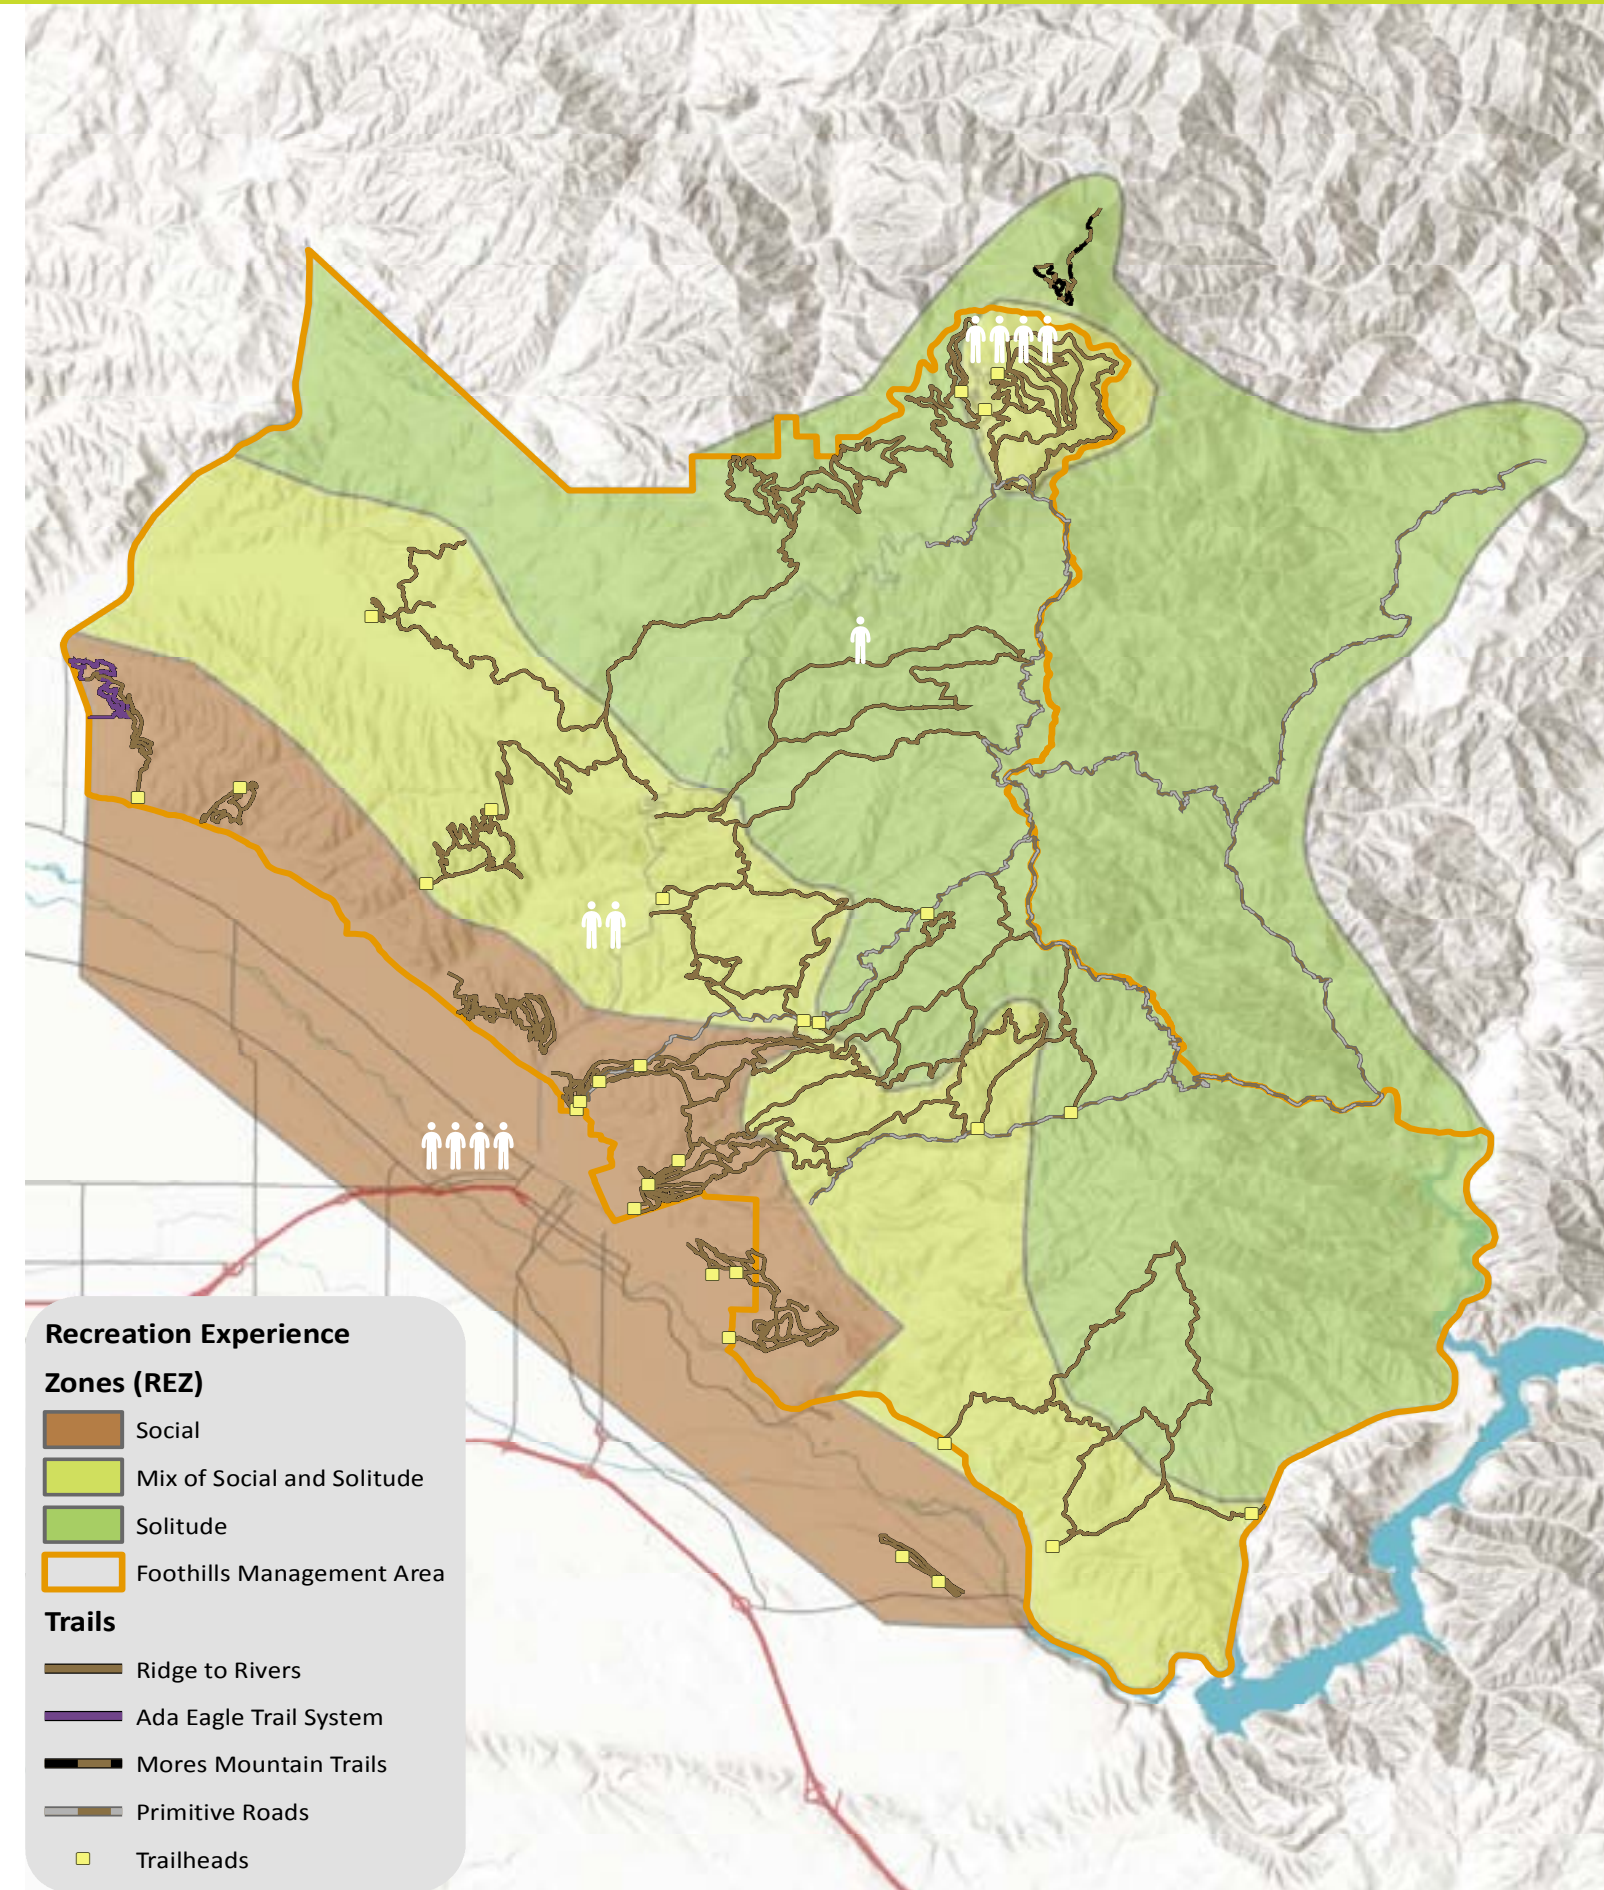 Recreation Experience
Zones (REZ)
Social
Mix of Social and Solitude
Solitude
Foothills Management Area
Trails
Ridge to Rivers
Ada Eagle Trail System
Mores Mountain Trails
Primitive Roads
Trailheads